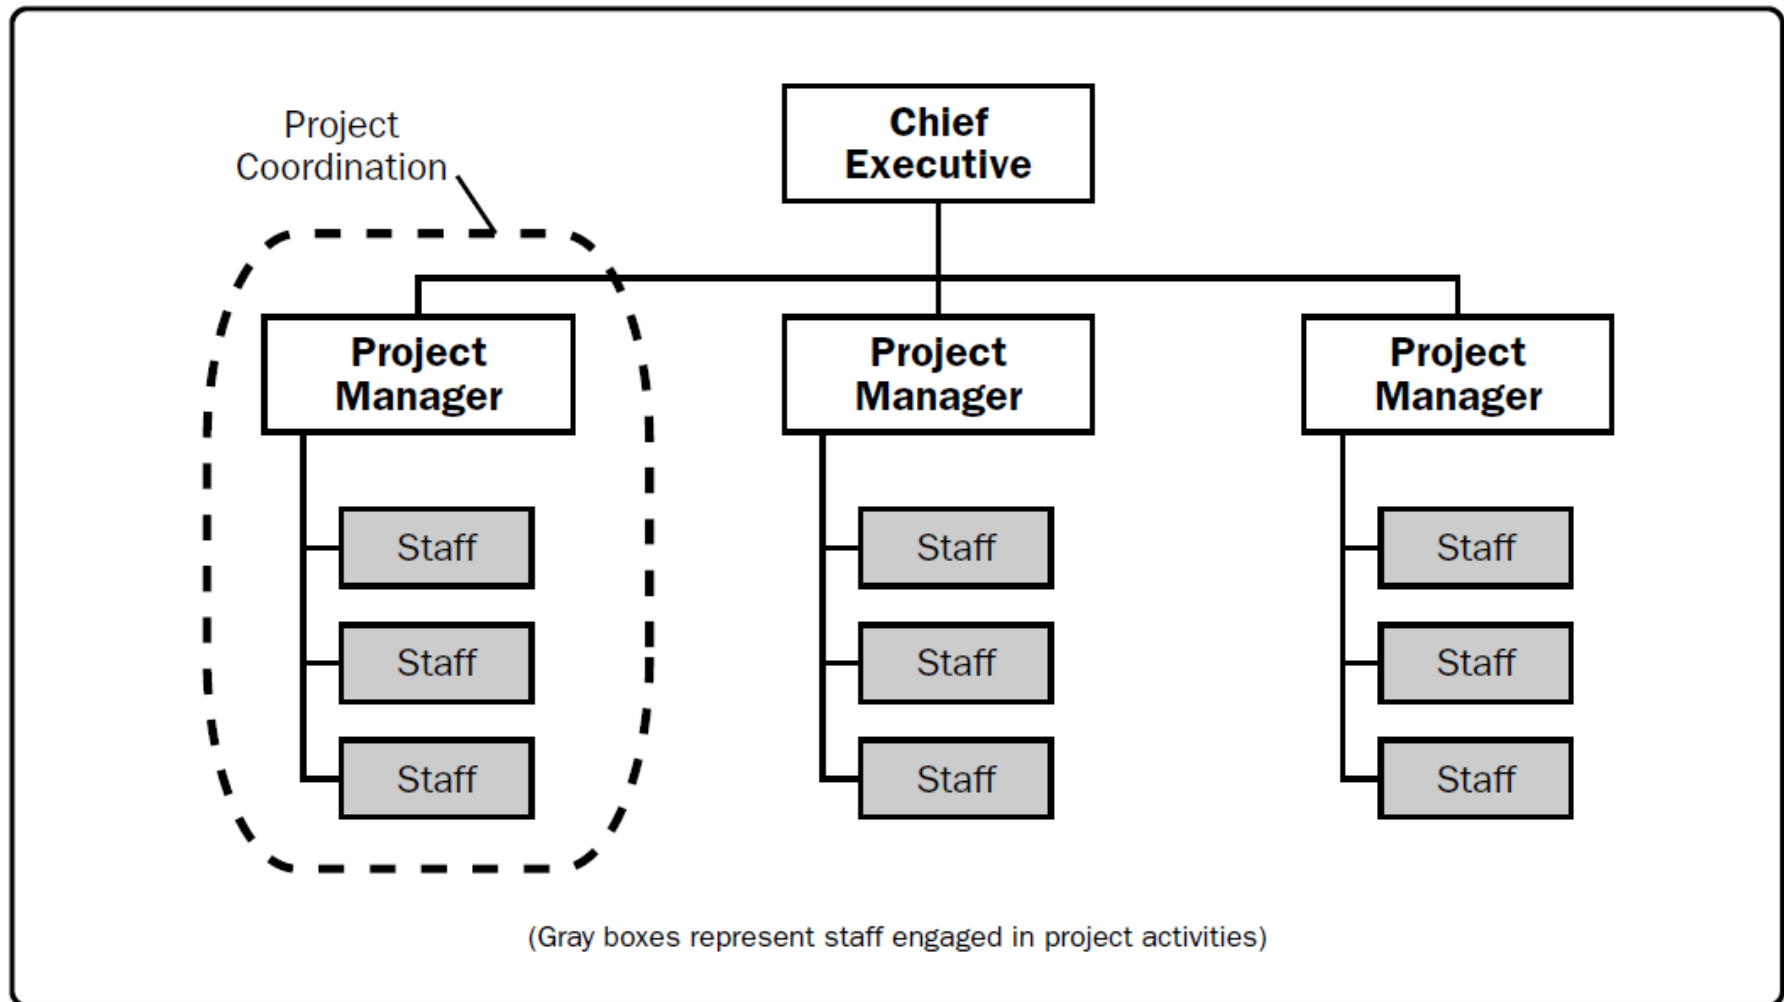 Project
Coordination
Chief
Executive
Project
Manager
Project
Manager
Project
Manager
Staff
Staff
Staff
Staff
Staff
Staff
Staff
Staff
Staff
(Gray boxes represent staff engaged in project activities)